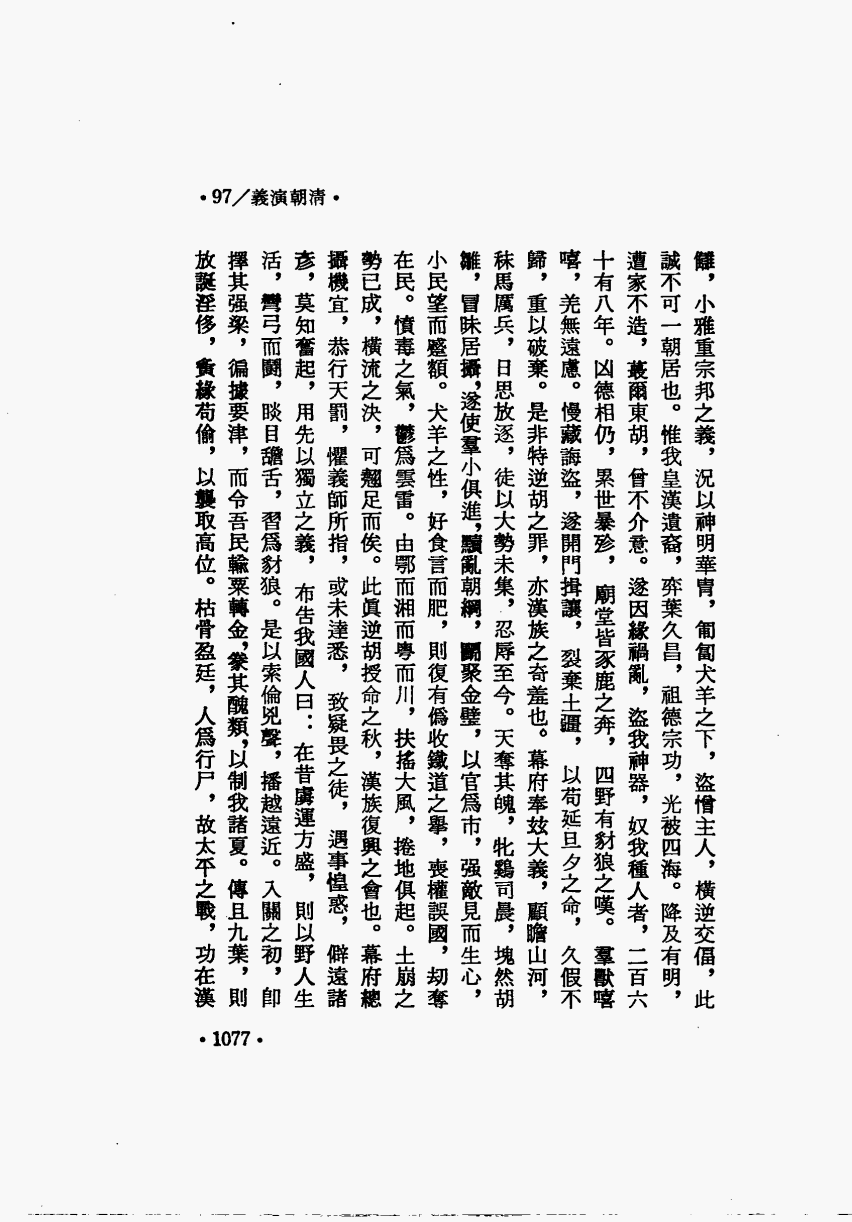 •97／義演朝清•
讎，小雅重宗邦之義，況以神明華冑，匍匐犬羊之下，盜憎主人，橫逆交偪，此
誠不可一朝居也。惟我皇漢遺裔，弈葉久昌，祖德宗功，光被四海。降及有明，
遭家不造，蕞爾東胡，曾不介意。遂因緣禍亂，盜我神器，奴我種人者，二百六
十有八年。凶德相仍，累世暴殄，廟堂皆豕鹿之奔，四野有豺狼之嘆。羣獸嘻
嘻，羌無遠慮。慢藏誨盜，遂開門揖讓，裂棄土疆，以苟延旦夕之命，久假不
歸，重以破棄。是非特逆胡之罪，亦漢族之奇羞也。幕府奉茲大義，顧瞻山河，
秣馬厲兵，日思放逐，徒以大勢未集，忍辱至今。天奪其魄，牝鷄司晨，塊然胡
雛，冒昧居攝，遂使羣小俱進，黷亂朝綱，鬭聚金璧，以官爲市，强敵見而生心，
小民望而蹙額。犬羊之性，好食言而肥，則復有僞收鐵道之擧，喪權誤國，刼奪
在民。憤毒之氣，鬱爲雲雷。由鄂而湘而粵而川，扶搖大風，捲地俱起。土崩之
勢已成，橫流之決，可翹足而俟。此眞逆胡授命之秋，漢族復興之會也。幕府總
攝機宜，恭行天罰，懼義師所指，或未達悉，致疑畏之徒，遇事惶惑，僻遠諸
彥，莫知奮起，用先以獨立之義，布告我國人曰：在昔虜運方盛，則以野人生
活，彎弓而鬭，睒目䑛舌，習爲豺狼。是以索倫兇聲，播越遠近。入關之初，卽
擇其强梁，徧據要津，而令吾民輸粟轉金，豢其醜類，以制我諸夏。傳且九葉，則
放誕淫侈，夤緣苟偷，以襲取高位。枯骨盈廷，人爲行尸，故太平之戰，功在漢
•1077•